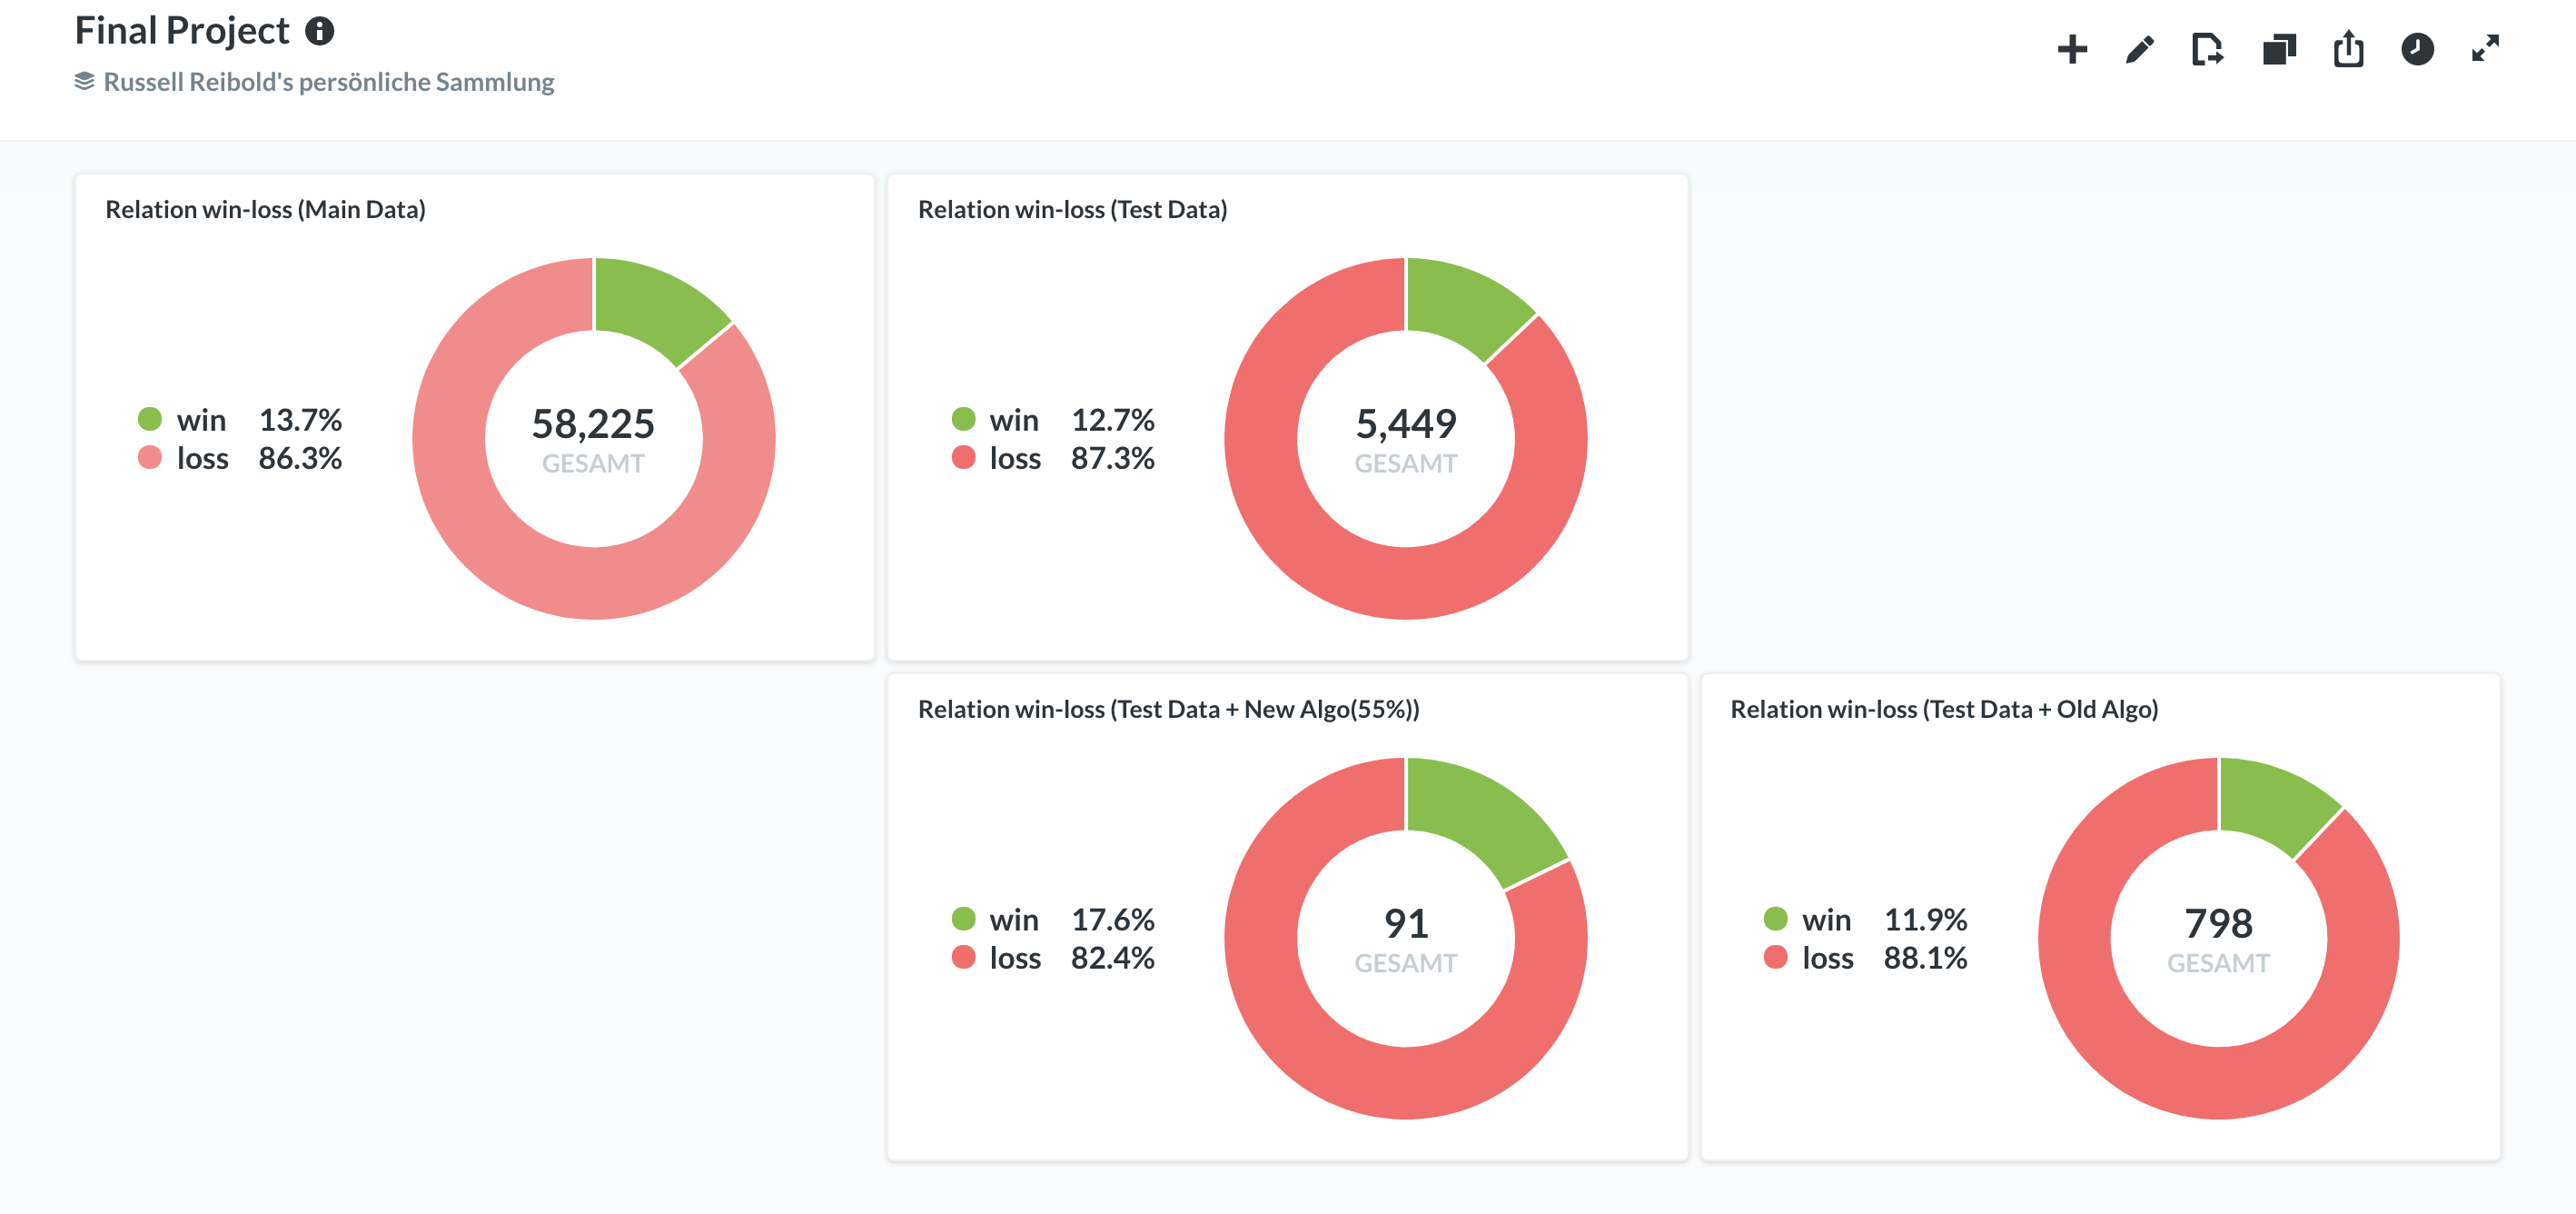 Final Project
Russell Reibold's persönliche Sammlung
Relation win-loss (Main Data)
win 13.7%
loss 86.3%
58,225
GESAMT
Relation win-loss (Test Data)
win 12.7%
loss 87.3%
5,449
GESAMT
Relation win-loss (Test Data + New Algo(55%))
win 17.6%
loss 82.4%
91
GESAMT
Relation win-loss (Test Data + Old Algo)
win 11.9%
loss 88.1%
798
GESAMT